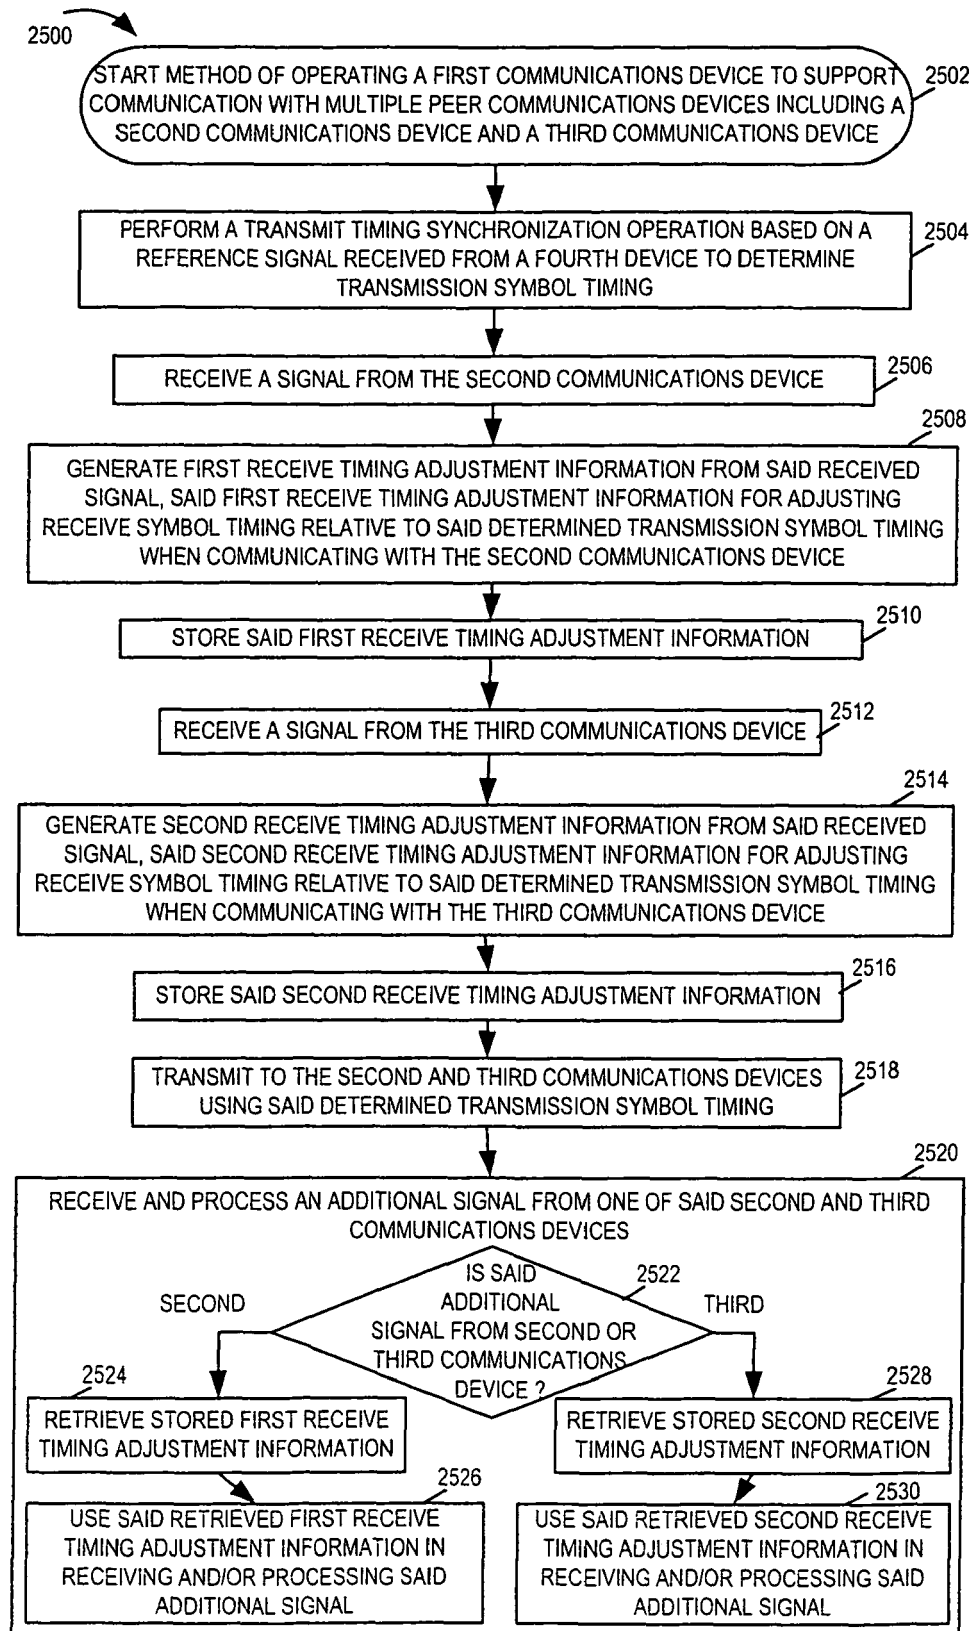 2500
START METHOD OF OPERATING A FIRST COMMUNICATIONS DEVICE TO SUPPORT
COMMUNICATION WITH MULTIPLE PEER COMMUNICATIONS DEVICES INCLUDING A
SECOND COMMUNICATIONS DEVICE AND A THIRD COMMUNICATIONS DEVICE
2502
PERFORM A TRANSMIT TIMING SYNCHRONIZATION OPERATION BASED ON A
REFERENCE SIGNAL RECEIVED FROM A FOURTH DEVICE TO DETERMINE
TRANSMISSION SYMBOL TIMING
2504
RECEIVE A SIGNAL FROM THE SECOND COMMUNICATIONS DEVICE
2506
2508
GENERATE FIRST RECEIVE TIMING ADJUSTMENT INFORMATION FROM SAID RECEIVED
SIGNAL, SAID FIRST RECEIVE TIMING ADJUSTMENT INFORMATION FOR ADJUSTING
RECEIVE SYMBOL TIMING RELATIVE TO SAID DETERMINED TRANSMISSION SYMBOL TIMING
WHEN COMMUNICATING WITH THE SECOND COMMUNICATIONS DEVICE
2510
STORE SAID FIRST RECEIVE TIMING ADJUSTMENT INFORMATION
2512
RECEIVE A SIGNAL FROM THE THIRD COMMUNICATIONS DEVICE
2514
GENERATE SECOND RECEIVE TIMING ADJUSTMENT INFORMATION FROM SAID RECEIVED
SIGNAL, SAID SECOND RECEIVE TIMING ADJUSTMENT INFORMATION FOR ADJUSTING
RECEIVE SYMBOL TIMING RELATIVE TO SAID DETERMINED TRANSMISSION SYMBOL TIMING
WHEN COMMUNICATING WITH THE THIRD COMMUNICATIONS DEVICE
2516
STORE SAID SECOND RECEIVE TIMING ADJUSTMENT INFORMATION
TRANSMIT TO THE SECOND AND THIRD COMMUNICATIONS DEVICES
USING SAID DETERMINED TRANSMISSION SYMBOL TIMING
2518
2520
RECEIVE AND PROCESS AN ADDITIONAL SIGNAL FROM ONE OF SAID SECOND AND THIRD
COMMUNICATIONS DEVICES
IS SAID
ADDITIONAL
SIGNAL FROM SECOND OR
THIRD COMMUNICATIONS
DEVICE ?
2522
SECOND
THIRD
2524
RETRIEVE STORED FIRST RECEIVE
TIMING ADJUSTMENT INFORMATION
2528
RETRIEVE STORED SECOND RECEIVE
TIMING ADJUSTMENT INFORMATION
2526
USE SAID RETRIEVED FIRST RECEIVE
TIMING ADJUSTMENT INFORMATION IN
RECEIVING AND/OR PROCESSING SAID
ADDITIONAL SIGNAL
2530
USE SAID RETRIEVED SECOND RECEIVE
TIMING ADJUSTMENT INFORMATION IN
RECEIVING AND/OR PROCESSING SAID
ADDITIONAL SIGNAL